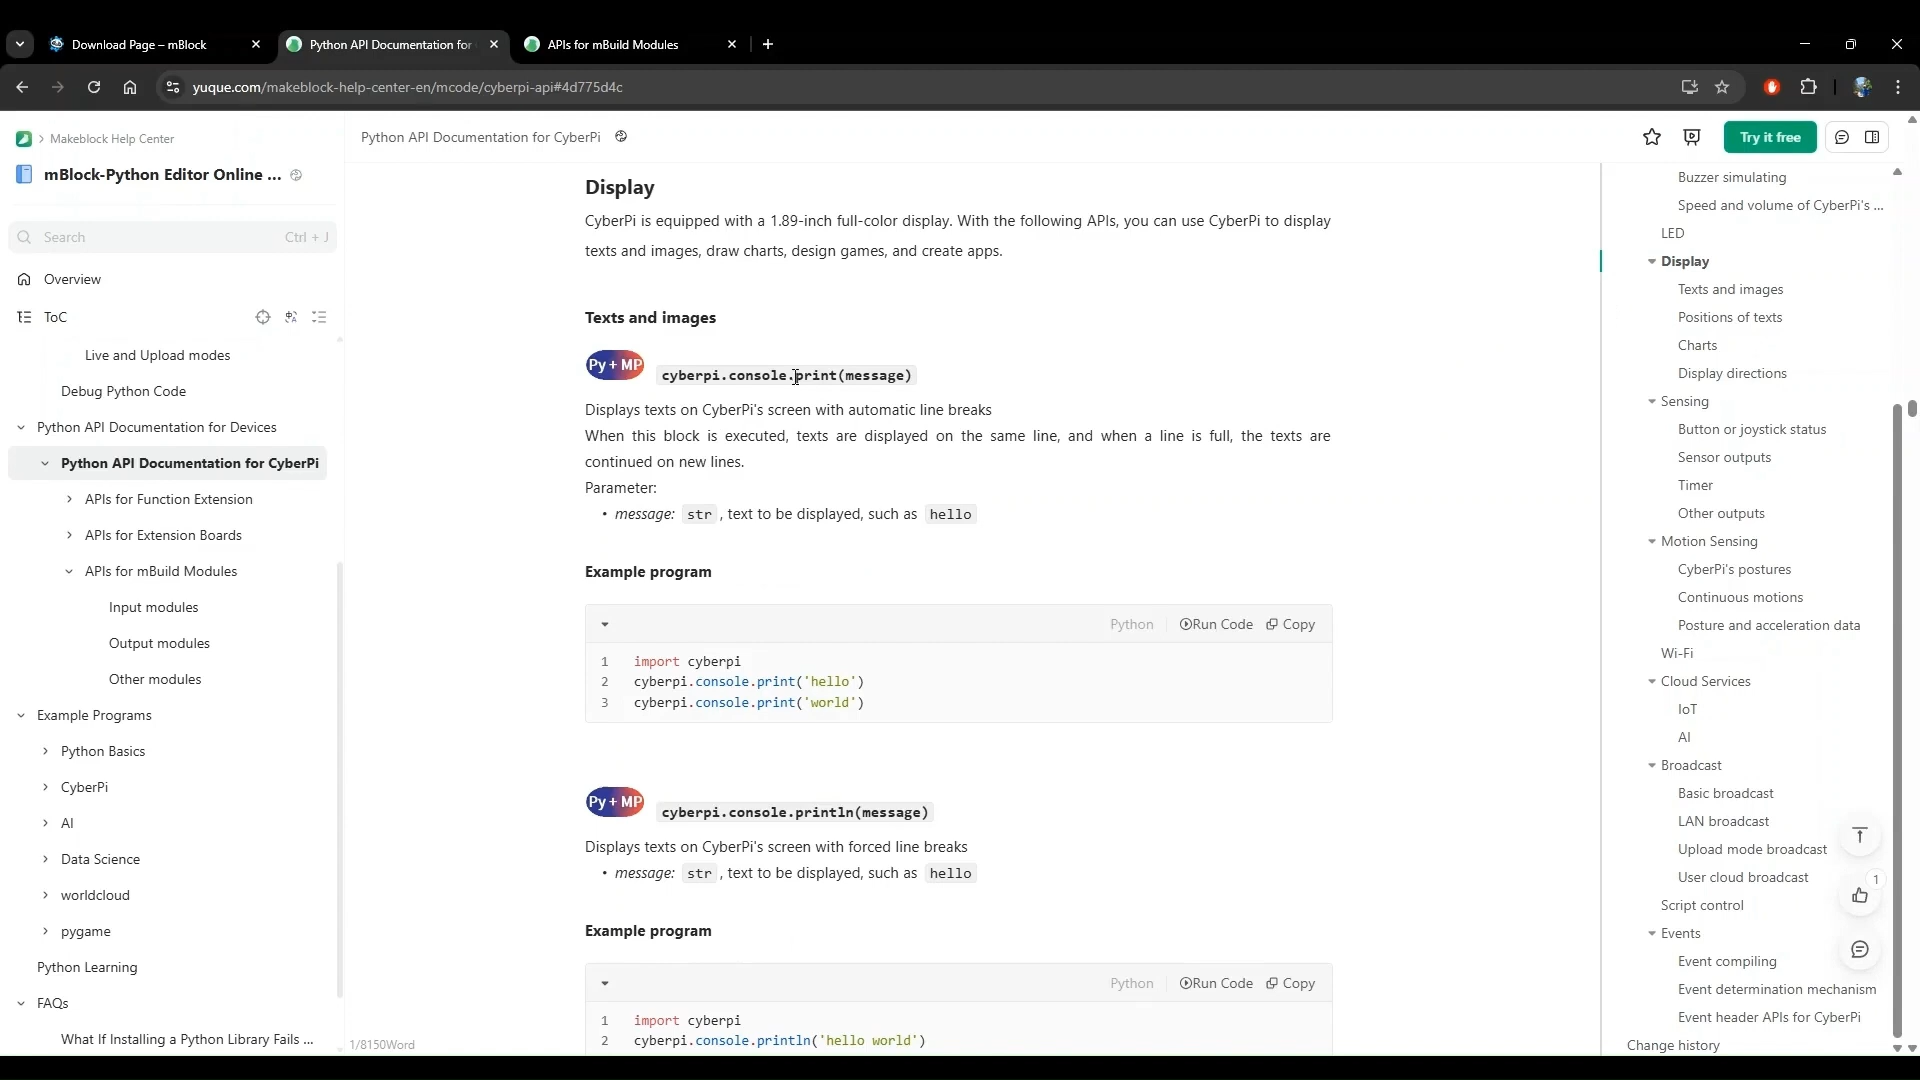 Download Page – mBlock
Python API Documentation for
APIs for mBuild Modules
yuque.com/makeblock-help-center-en/mcode/cyberpi-api#4d775d4c
Makeblock Help Center
mBlock-Python Editor Online ...
Search
Ctrl + J
Overview
ToC
Live and Upload modes
Debug Python Code
Python API Documentation for Devices
Python API Documentation for CyberPi
APIs for Function Extension
APIs for Extension Boards
APIs for mBuild Modules
Input modules
Output modules
Other modules
Example Programs
Python Basics
CyberPi
AI
Data Science
worldcloud
pygame
Python Learning
FAQs
What If Installing a Python Library Fails ...
Python API Documentation for CyberPi
Try it free
Display
CyberPi is equipped with a 1.89-inch full-color display. With the following APIs, you can use CyberPi to display
texts and images, draw charts, design games, and create apps.
Texts and images
Py + MP
cyberpi.console.print(message)
Displays texts on CyberPi's screen with automatic line breaks
When this block is executed, texts are displayed on the same line, and when a line is full, the texts are
continued on new lines.
Parameter:
• message: str , text to be displayed, such as hello
Example program
Python Run Code Copy
1 import cyberpi
2 cyberpi.console.print('hello')
3 cyberpi.console.print('world')
Py + MP
cyberpi.console.println(message)
Displays texts on CyberPi's screen with forced line breaks
• message: str , text to be displayed, such as hello
Example program
Python Run Code Copy
1 import cyberpi
2 cyberpi.console.println('hello world')
1/8150Word
Buzzer simulating
Speed and volume of CyberPi's ...
LED
Display
Texts and images
Positions of texts
Charts
Display directions
Sensing
Button or joystick status
Sensor outputs
Timer
Other outputs
Motion Sensing
CyberPi's postures
Continuous motions
Posture and acceleration data
Wi-Fi
Cloud Services
IoT
AI
Broadcast
Basic broadcast
LAN broadcast
Upload mode broadcast
User cloud broadcast
Script control
Events
Event compiling
Event determination mechanism
Event header APIs for CyberPi
Change history
1